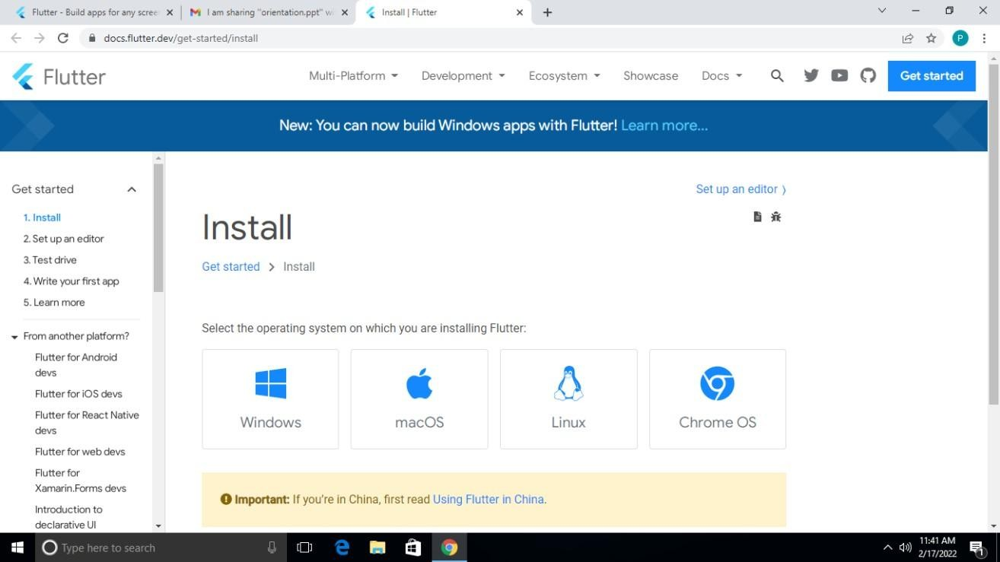 Flutter - Build apps for any scree
I am sharing "orientation.ppt" wi
Install | Flutter
docs.flutter.dev/get-started/install
P
Flutter
Multi-Platform
Development
Ecosystem
Showcase
Docs
Get started
New: You can now build Windows apps with Flutter! Learn more...
Get started
1. Install
2. Set up an editor
3. Test drive
4. Write your first app
5. Learn more
From another platform?
Flutter for Android
devs
Flutter for iOS devs
Flutter for React Native
devs
Flutter for web devs
Flutter for
Xamarin.Forms devs
Introduction to
declarative UI
Set up an editor
Install
Get started
Install
Select the operating system on which you are installing Flutter:
Windows
macOS
Linux
Chrome OS
Important: If you’re in China, first read Using Flutter in China.
Type here to search
11:41 AM
2/17/2022
1